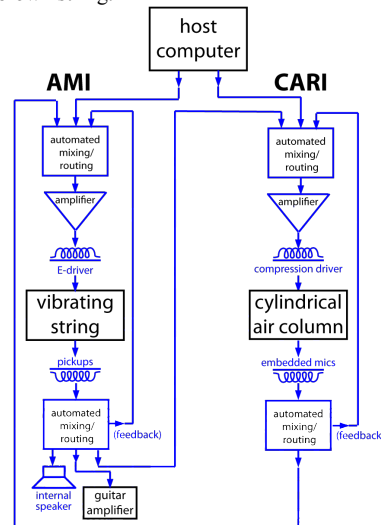 host
computer
AMI
CARI
automated
mixing/
routing
automated
mixing/
routing
amplifier
amplifier
E-driver
compression driver
vibrating
string
cylindrical
air column
pickups
embedded mics
automated
mixing/
routing
(feedback)
automated
mixing/
routing
(feedback
internal
speaker
guitar
amplifier